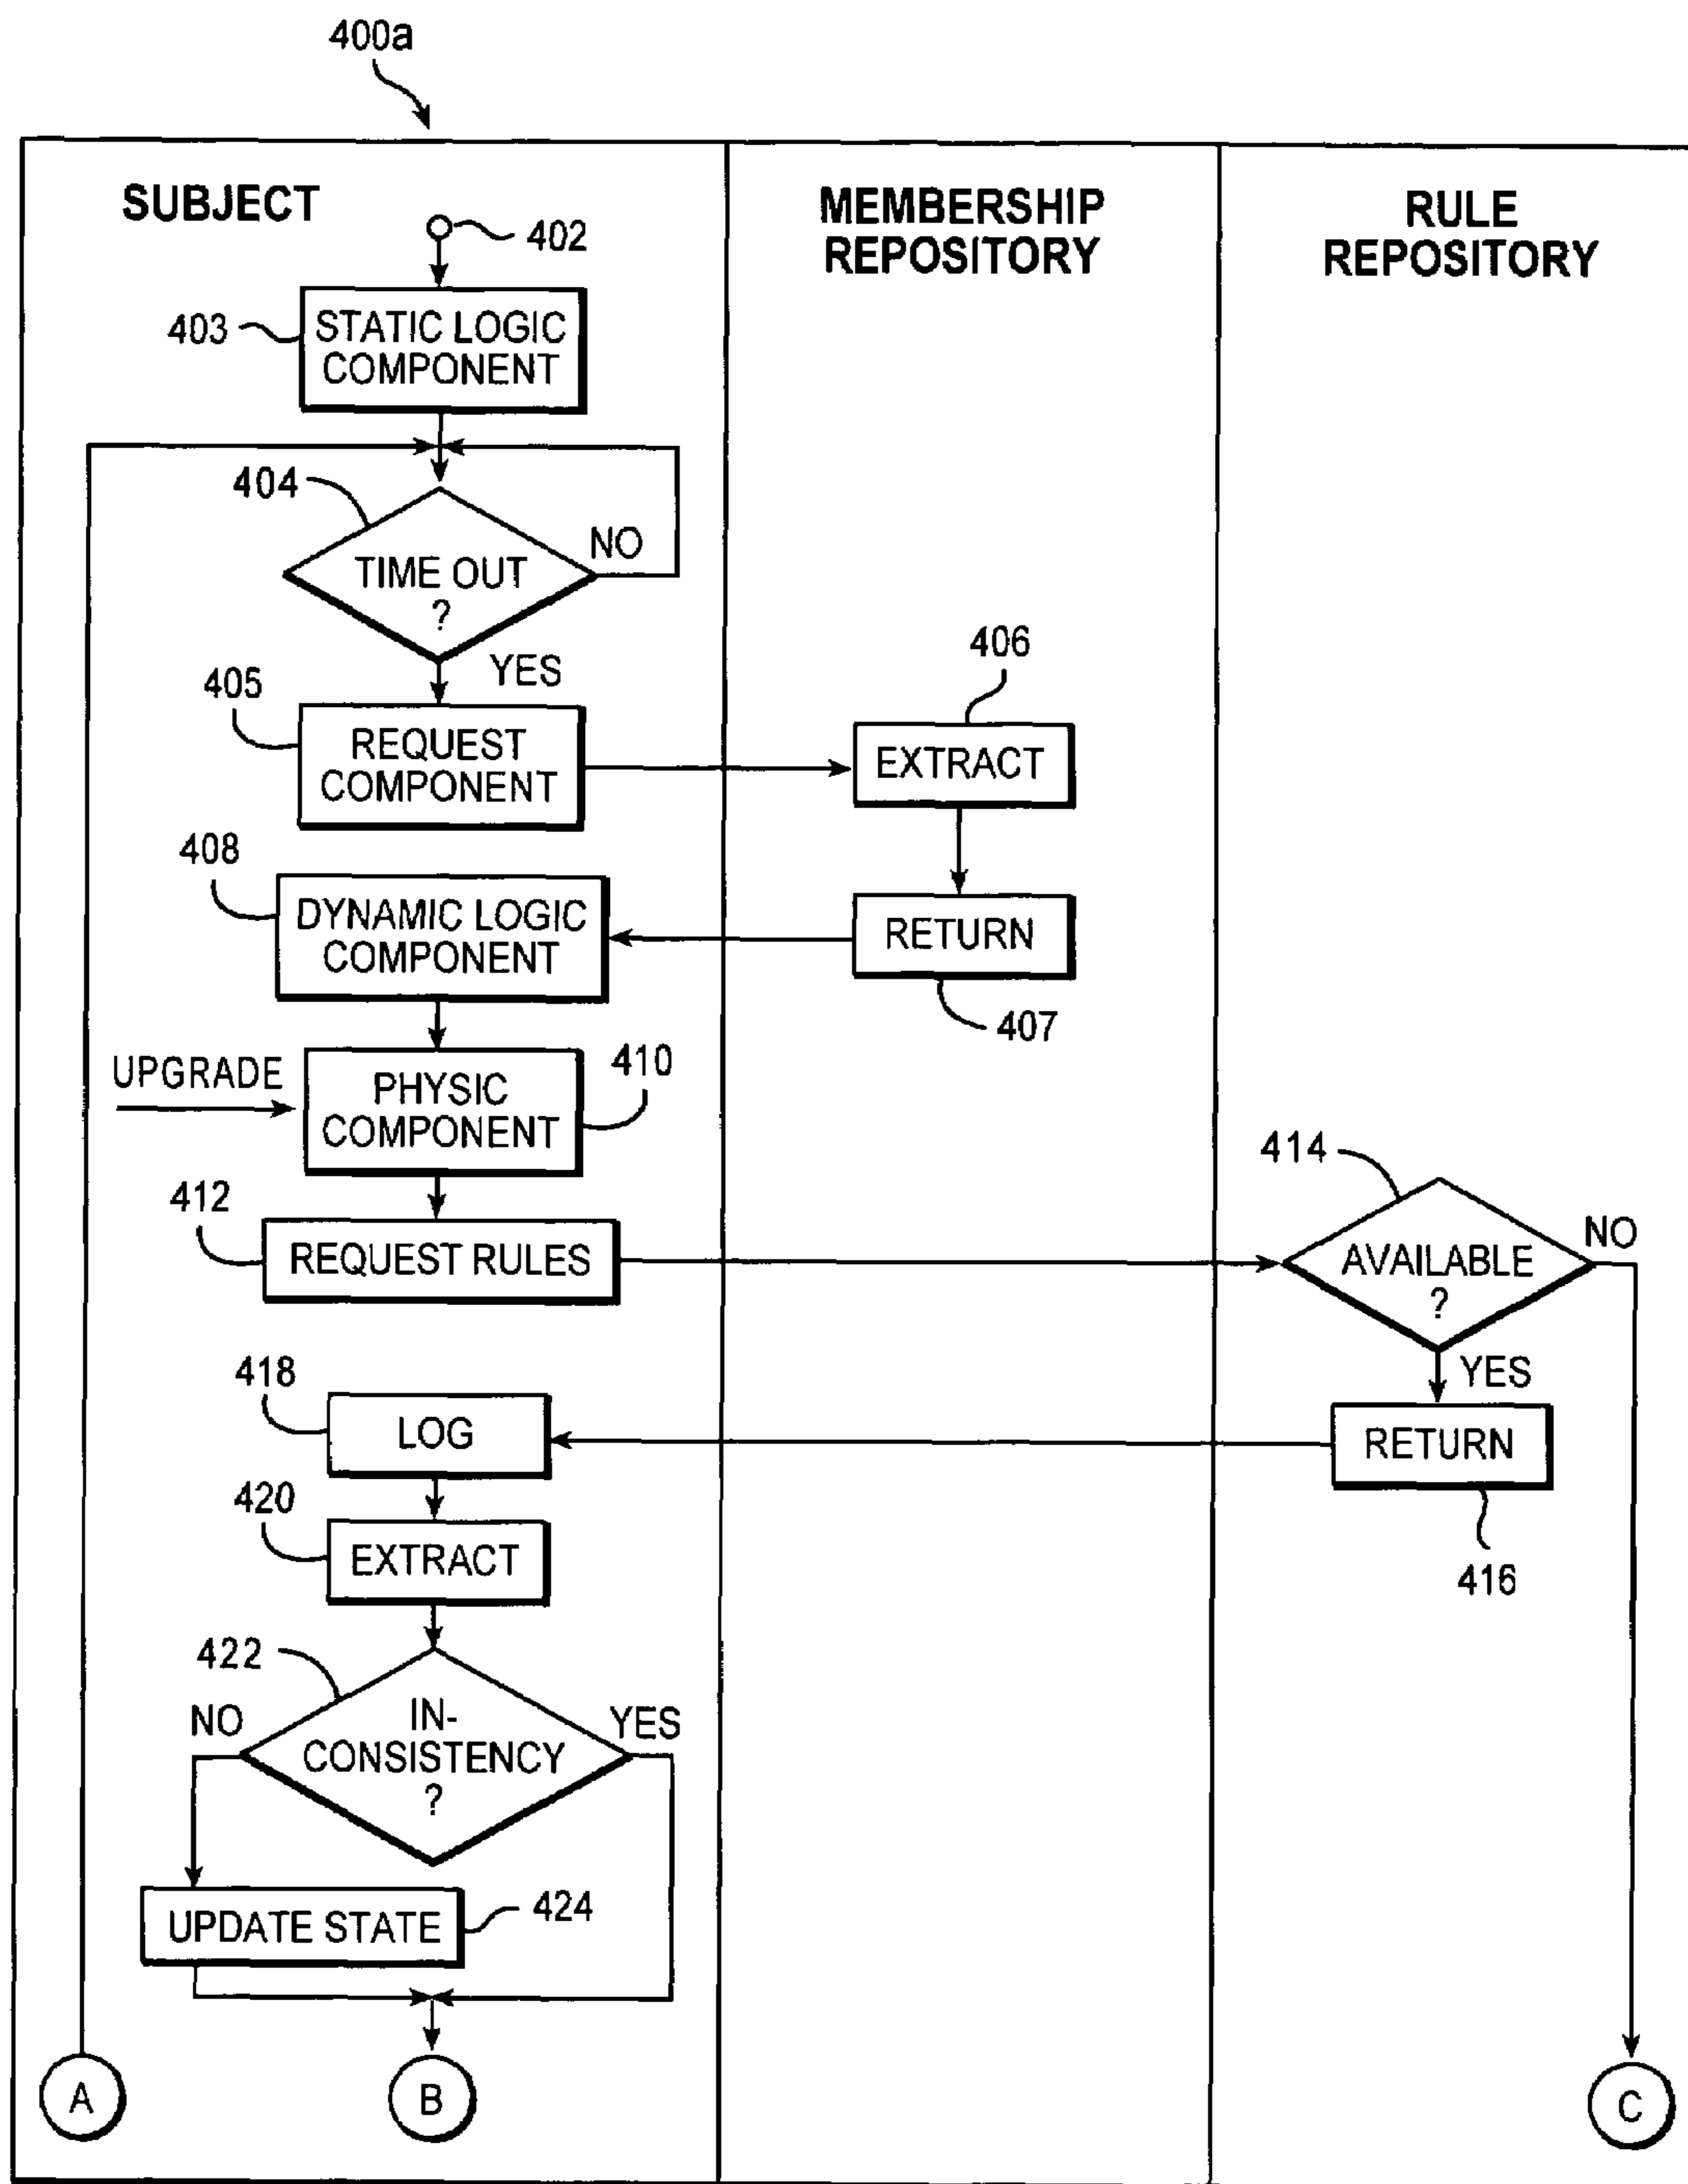 400a
SUBJECT
MEMBERSHIP
REPOSITORY
RULE
REPOSITORY
402
403
STATIC LOGIC
COMPONENT
404
TIME OUT
?
NO
YES
405
REQUEST
COMPONENT
406
EXTRACT
408
DYNAMIC LOGIC
COMPONENT
RETURN
407
UPGRADE
PHYSIC
COMPONENT
410
412
REQUEST RULES
414
AVAILABLE
?
NO
YES
418
LOG
RETURN
416
420
EXTRACT
422
NO
IN-
CONSISTENCY
?
YES
UPDATE STATE
424
A
B
C